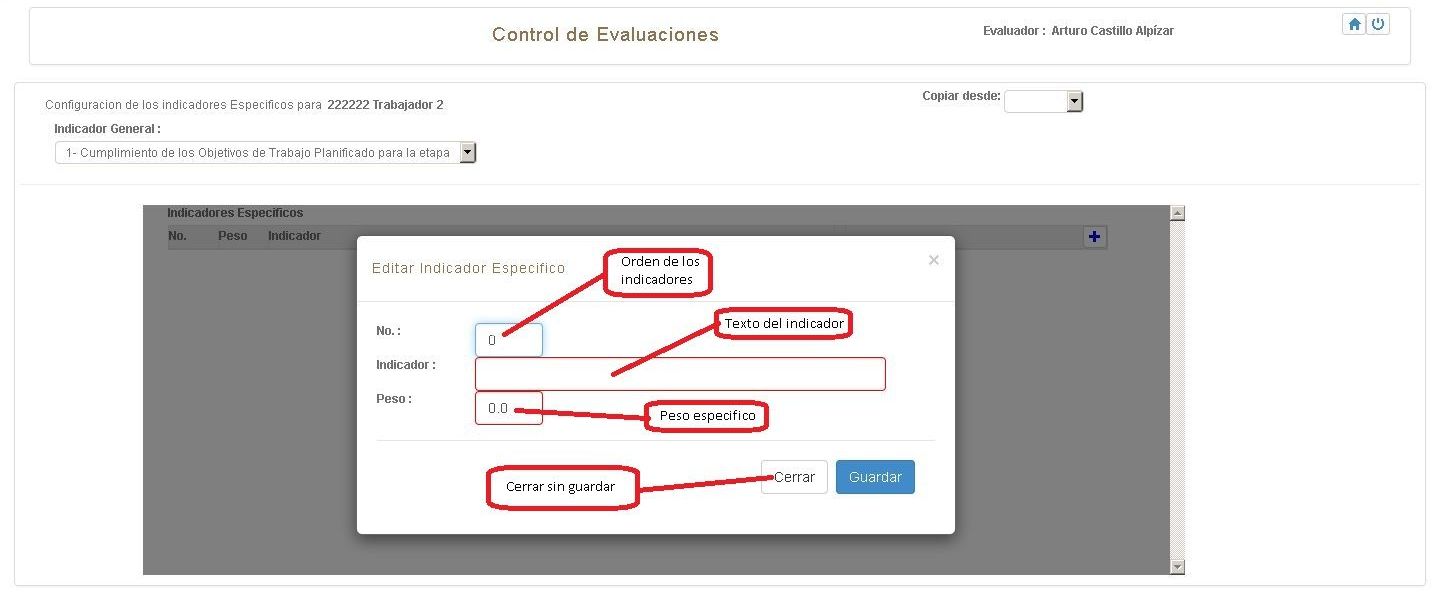 Control de Evaluaciones
Evaluador : Arturo Castillo Alpízar
Configuracion de los indicadores Especificos para 222222 Trabajador 2
Copiar desde:
Indicador General :
1- Cumplimiento de los Objetivos de Trabajo Planificado para la etapa
Indicadores Especificos
No. Peso Indicador
Editar Indicador Especifico
×
Orden de los
indicadores
No. :
0
Texto del indicador
Indicador :
Peso :
0.0
Peso especifico
Cerrar sin guardar
Cerrar
Guardar